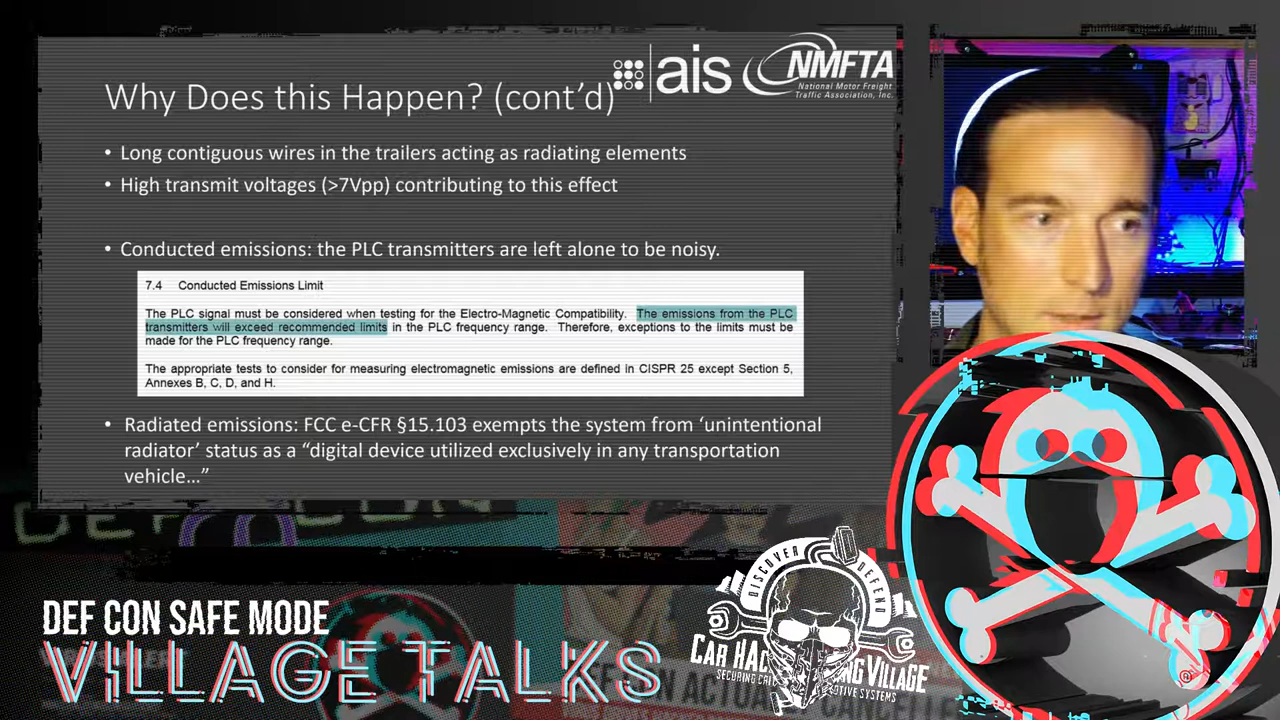 Why Does this Happen? (cont’d)
ais
NMFTA
National Motor Freight
Traffic Association, Inc.
• Long contiguous wires in the trailers acting as radiating elements
• High transmit voltages (>7Vpp) contributing to this effect
• Conducted emissions: the PLC transmitters are left alone to be noisy.
7.4 Conducted Emissions Limit
The PLC signal must be considered when testing for the Electro-Magnetic Compatibility. The emissions from the PLC
transmitters will exceed recommended limits in the PLC frequency range. Therefore, exceptions to the limits must be
made for the PLC frequency range.
The appropriate tests to consider for measuring electromagnetic emissions are defined in CISPR 25 except Section 5,
Annexes B, C, D, and H.
• Radiated emissions: FCC e-CFR §15.103 exempts the system from ‘unintentional
radiator’ status as a “digital device utilized exclusively in any transportation
vehicle…”
DEF CON
DEF CON SAFE MODE
VILLAGE TALKS
DISCOVER
DEFEND
VILLAGE
®